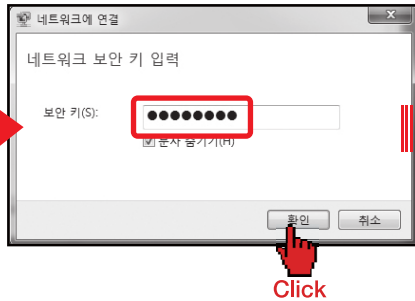 네트워크에 연결
네트워크 보안 키 입력
보안 키(S):
●●●●●●●●
문자 숨기기(H)
확인
취소
Click